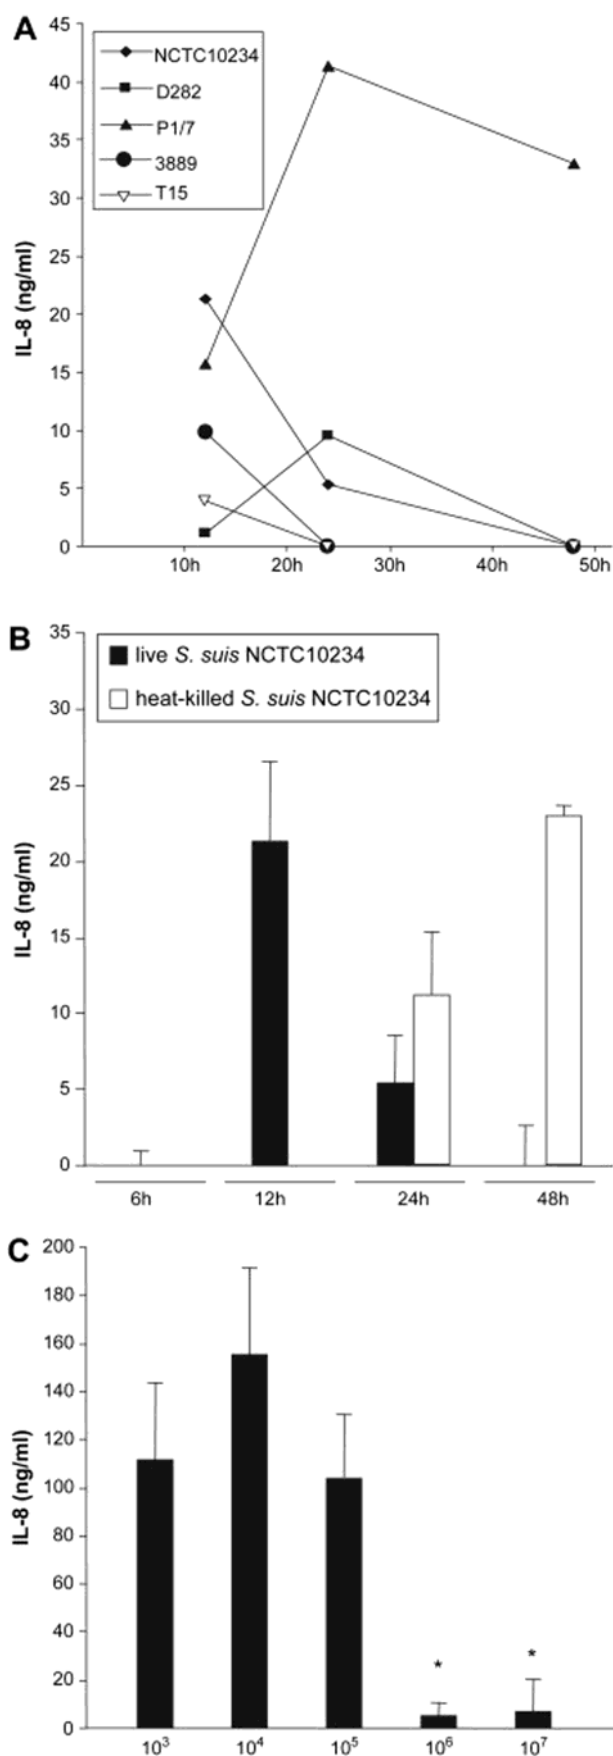 A
45
40
35
30
25
20
15
10
5
0
IL-8 (ng/ml)
NCTC10234
D282
P1/7
3889
T15
10h 20h 30h 40h 50h
B
35
30
25
20
15
10
5
0
IL-8 (ng/ml)
live S. suis NCTC10234
heat-killed S. suis NCTC10234
6h 12h 24h 48h
C
200
180
160
140
120
100
80
60
40
20
0
IL-8 (ng/ml)
* *
10³ 10⁴ 10⁵ 10⁶ 10⁷